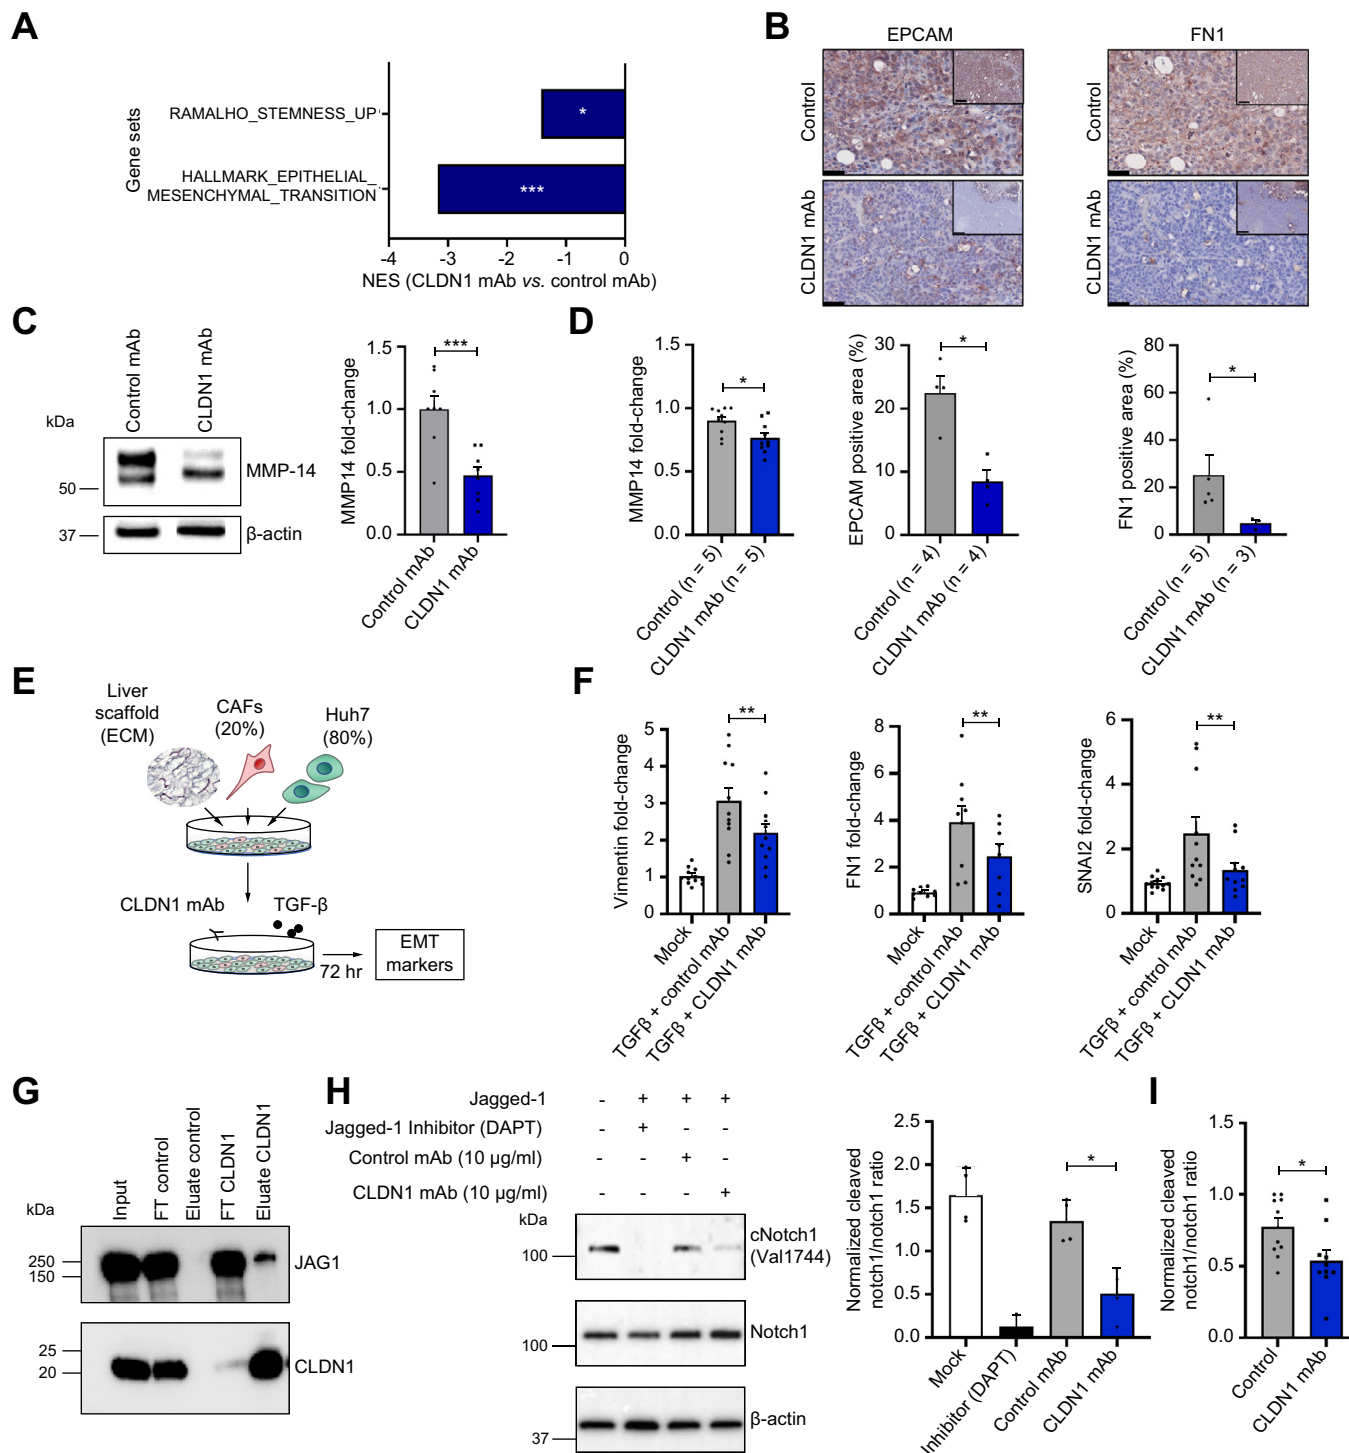 A
Gene sets
RAMALHO_STEMNESS_UP
*
HALLMARK_EPITHELIAL_
MESENCHYMAL_TRANSITION
***
-4 -3 -2 -1 0
NES (CLDN1 mAb vs. control mAb)
B
EPCAM FN1
Control Control
CLDN1 mAb CLDN1 mAb
C
Control mAb
CLDN1 mAb
kDa
MMP-14
50
37
β-actin
MMP14 fold-change
1.5
1.0
0.5
0.0
***
Control mAb
CLDN1 mAb
D
MMP14 fold-change
1.5
1.0
0.5
0.0
*
Control (n = 5)
CLDN1 mAb (n = 5)
EPCAM positive area (%)
30
20
10
0
*
Control (n = 4)
CLDN1 mAb (n = 4)
FN1 positive area (%)
80
60
40
20
0
*
Control (n = 5)
CLDN1 mAb (n = 3)
E
Liver
scaffold
(ECM)
CAFs
(20%)
Huh7
(80%)
CLDN1 mAb
TGF-β
72 hr
EMT
markers
F
Vimentin fold-change
5
4
3
2
1
0
**
Mock
TGFβ + control mAb
TGFβ + CLDN1 mAb
FN1 fold-change
8
6
4
2
0
**
Mock
TGFβ + control mAb
TGFβ + CLDN1 mAb
SNAI2 fold-change
6
4
2
0
**
Mock
TGFβ + control mAb
TGFβ + CLDN1 mAb
G
kDa
Input
FT control
Eluate control
FT CLDN1
Eluate CLDN1
250
150
JAG1
25
20
CLDN1
H
Jagged-1 - + + +
Jagged-1 Inhibitor (DAPT) - + - -
Control mAb (10 µg/ml) - - + -
CLDN1 mAb (10 µg/ml) - - - +
kDa
100
cNotch1
(Val1744)
100
Notch1
37
β-actin
Normalized cleaved
notch1/notch1 ratio
2.5
2.0
1.5
1.0
0.5
0.0
*
Mock
Inhibitor (DAPT)
Control mAb
CLDN1 mAb
I
Normalized cleaved
notch1/notch1 ratio
1.5
1.0
0.5
0.0
*
Control
CLDN1 mAb